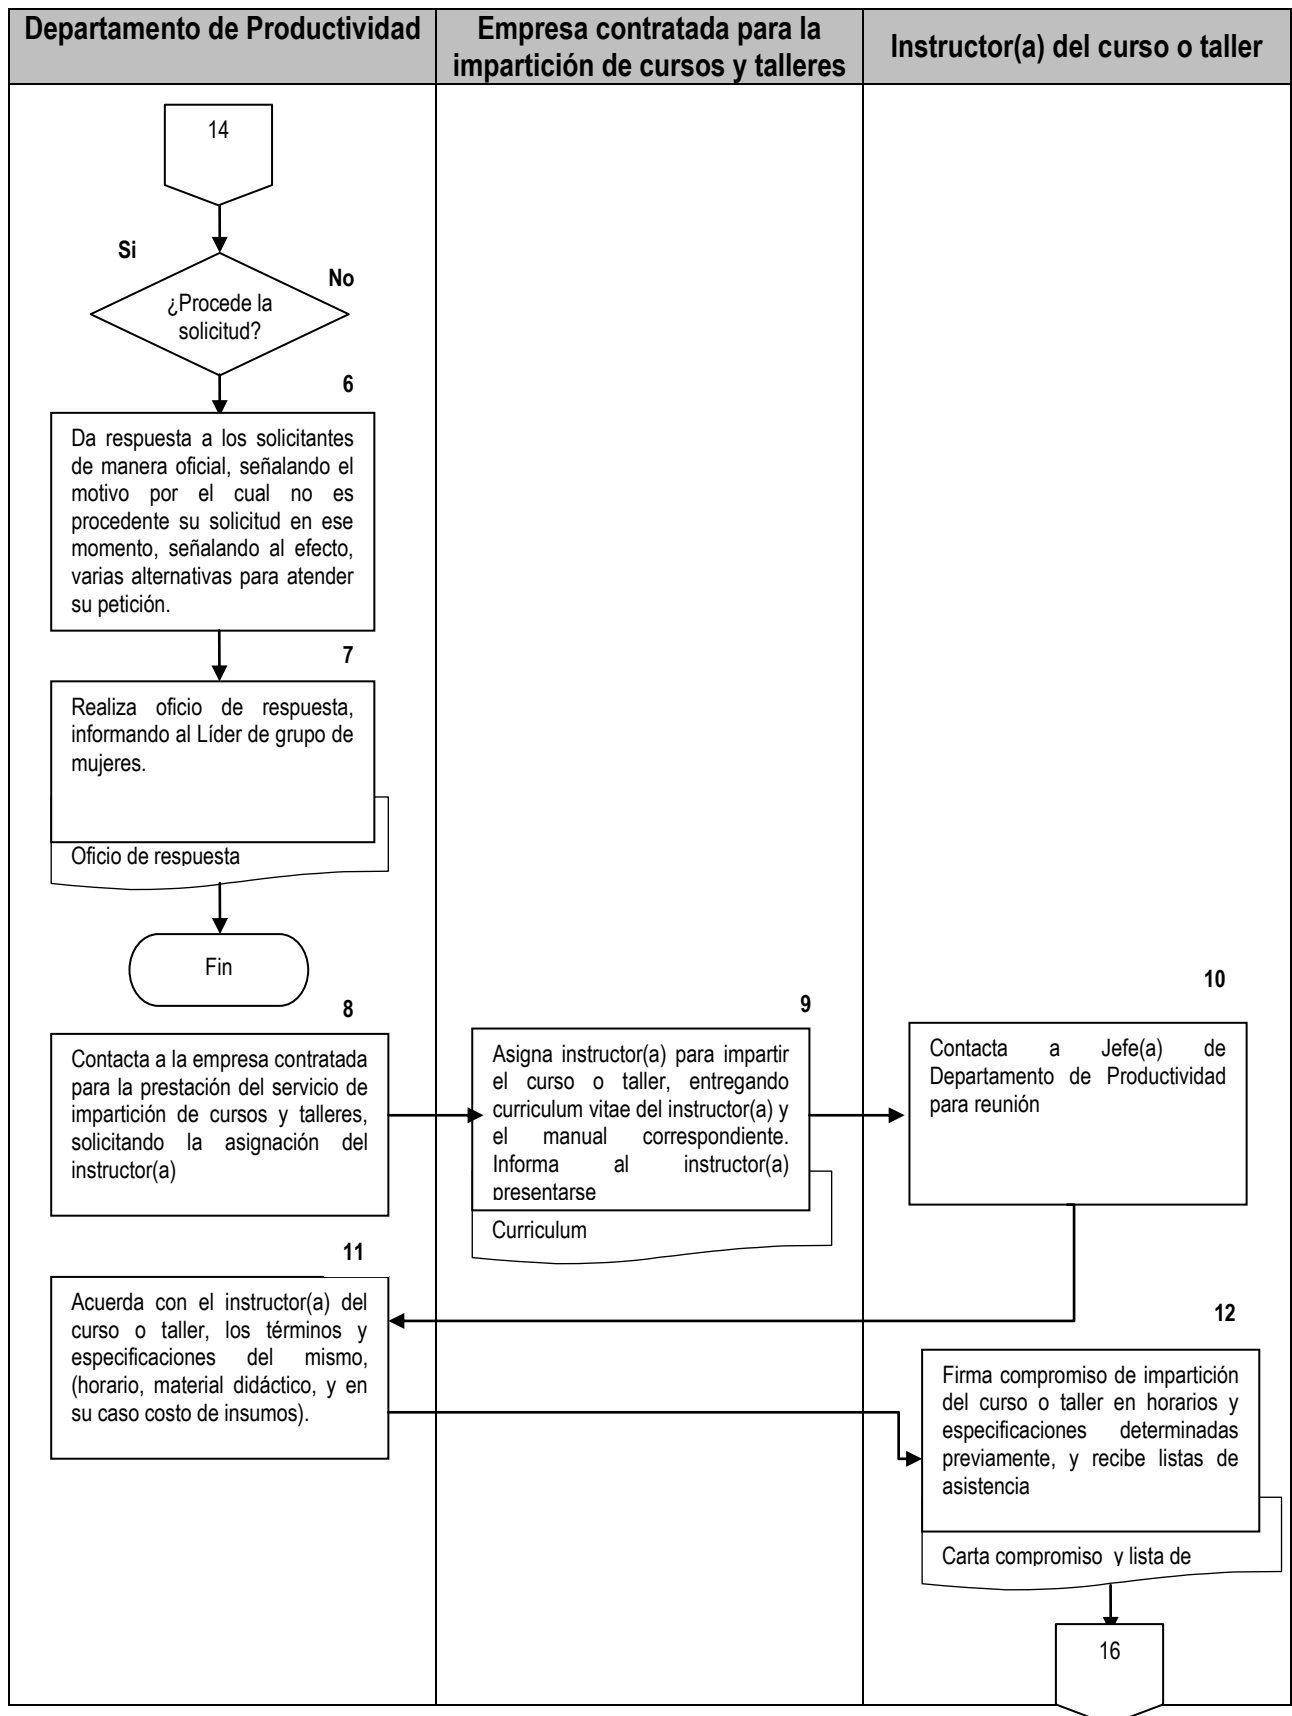 Departamento de Productividad
Empresa contratada para la
impartición de cursos y talleres
Instructor(a) del curso o taller
14
Si
No
¿Procede la
solicitud?
6
Da respuesta a los solicitantes
de manera oficial, señalando el
motivo por el cual no es
procedente su solicitud en ese
momento, señalando al efecto,
varias alternativas para atender
su petición.
7
Realiza oficio de respuesta,
informando al Líder de grupo de
mujeres.
Oficio de respuesta
Fin
8
Contacta a la empresa contratada
para la prestación del servicio de
impartición de cursos y talleres,
solicitando la asignación del
instructor(a)
9
Asigna instructor(a) para impartir
el curso o taller, entregando
curriculum vitae del instructor(a) y
el manual correspondiente.
Informa al instructor(a)
presentarse
Curriculum
10
Contacta a Jefe(a) de
Departamento de Productividad
para reunión
11
Acuerda con el instructor(a) del
curso o taller, los términos y
especificaciones del mismo,
(horario, material didáctico, y en
su caso costo de insumos).
12
Firma compromiso de impartición
del curso o taller en horarios y
especificaciones determinadas
previamente, y recibe listas de
asistencia
Carta compromiso y lista de
16